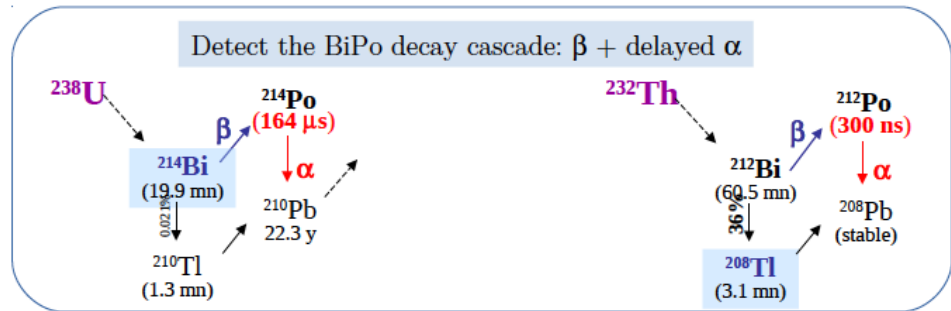 Detect the BiPo decay cascade: β + delayed α
²³⁸U
²¹⁴Po
(164 μs)
β
α
²¹⁴Bi
(19.9 mn)
0.021%
²¹⁰Pb
22.3 y
²¹⁰Tl
(1.3 mn)
²³²Th
²¹²Po
(300 ns)
β
α
²¹²Bi
(60.5 mn)
36%
²⁰⁸Pb
(stable)
²⁰⁸Tl
(3.1 mn)